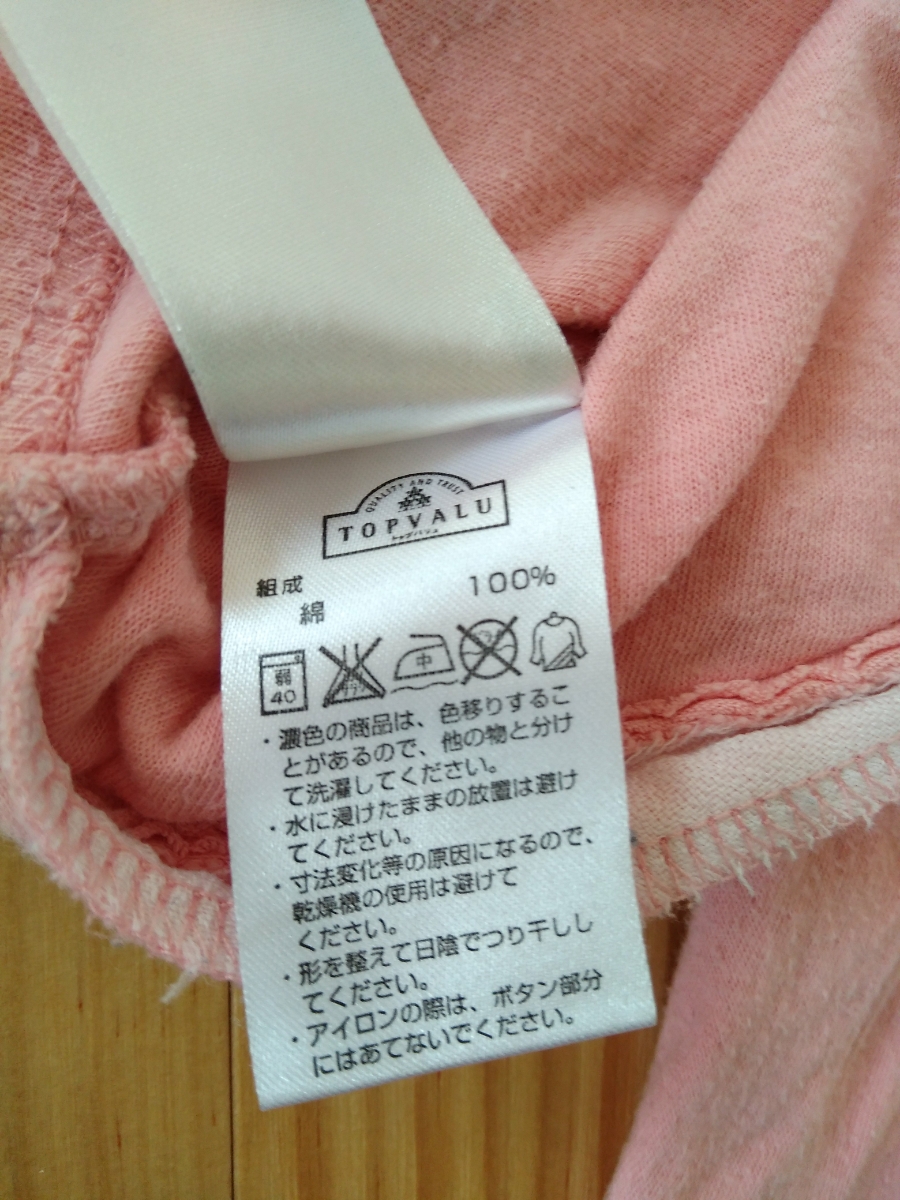 QUALITY AND TRUST
TOPVALU
トップバリュ
組成
綿 100%
弱 中
40
・濃色の商品は、色移りするこ
とがあるので、他の物と分け
て洗濯してください。
・水に浸けたままの放置は避け
てください。
・寸法変化等の原因になるので、
乾燥機の使用は避けて
ください。
・形を整えて日陰でつり干しし
てください。
・アイロンの際は、ボタン部分
にはあてないでください。